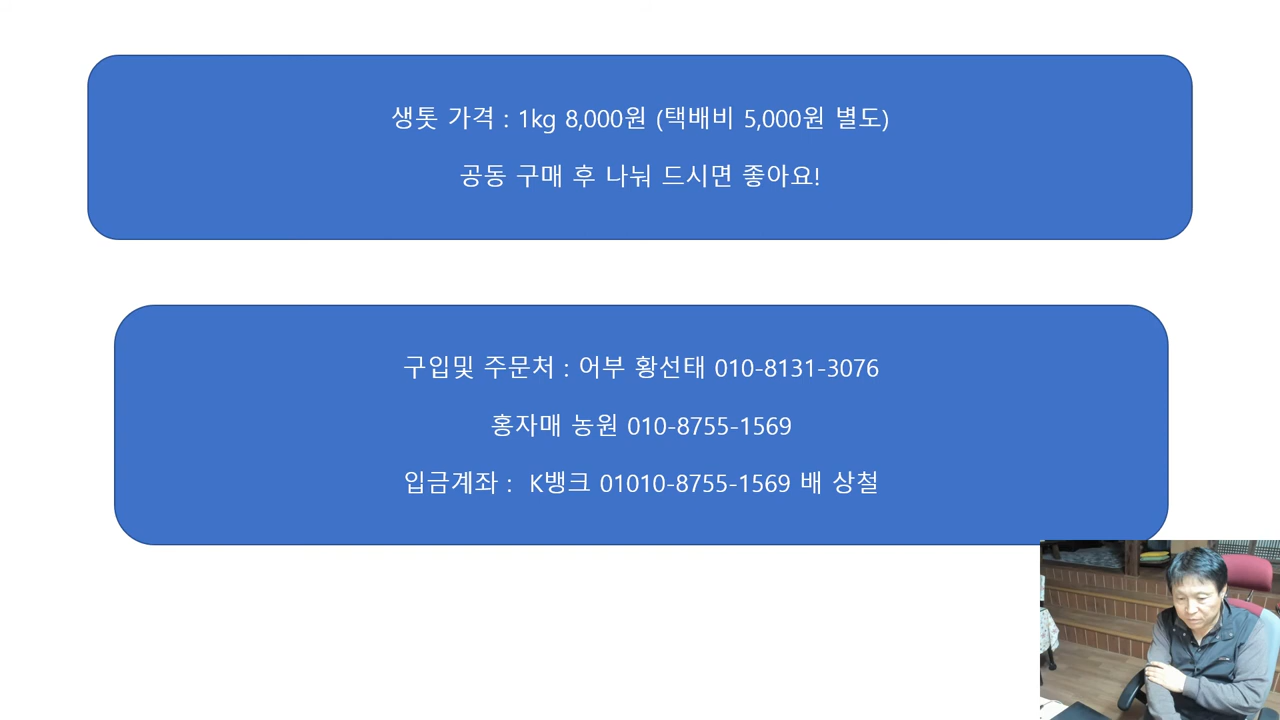 생톳 가격 : 1kg 8,000원 (택배비 5,000원 별도)
공동 구매 후 나눠 드시면 좋아요!
구입및 주문처 : 어부 황선태 010-8131-3076
홍자매 농원 010-8755-1569
입금계좌 : K뱅크 01010-8755-1569 배 상철